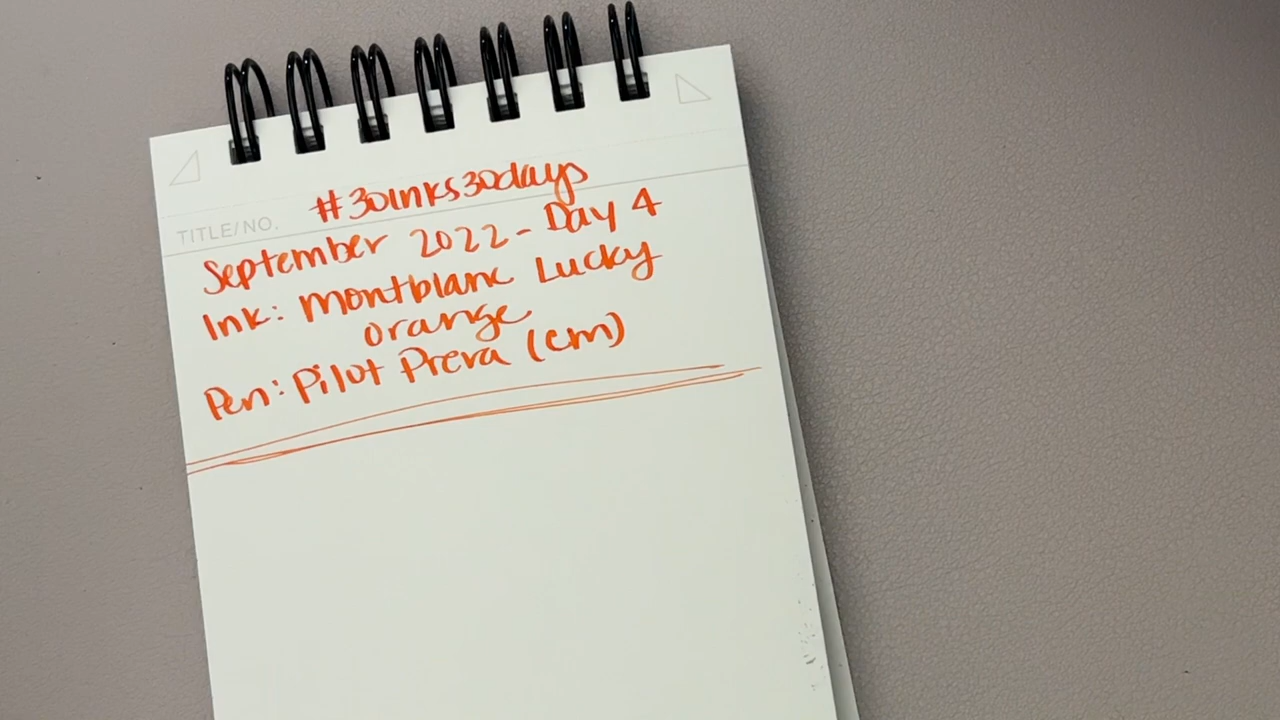 #30inks30days
TITLE/NO.
September 2022 - Day 4
Ink: Montblanc Lucky
orange
Pen: Pilot Prera (cm)